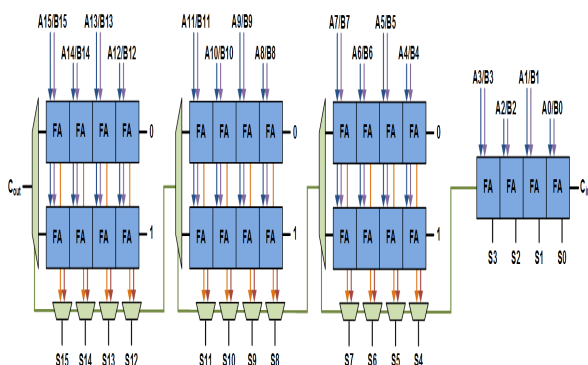 A15/B15 A13/B13
A14/B14 A12/B12
A11/B11 A9/B9
A10/B10 A8/B8
A7/B7 A5/B5
A6/B6 A4/B4
A3/B3 A1/B1
A2/B2 A0/B0
FA FA FA FA 0
FA FA FA FA 0
FA FA FA FA 0
Cout
FA FA FA FA
FA FA FA FA 1
FA FA FA FA 1
FA FA FA FA 1
S3 S2 S1 S0
S15 S14 S13 S12
S11 S10 S9 S8
S7 S6 S5 S4